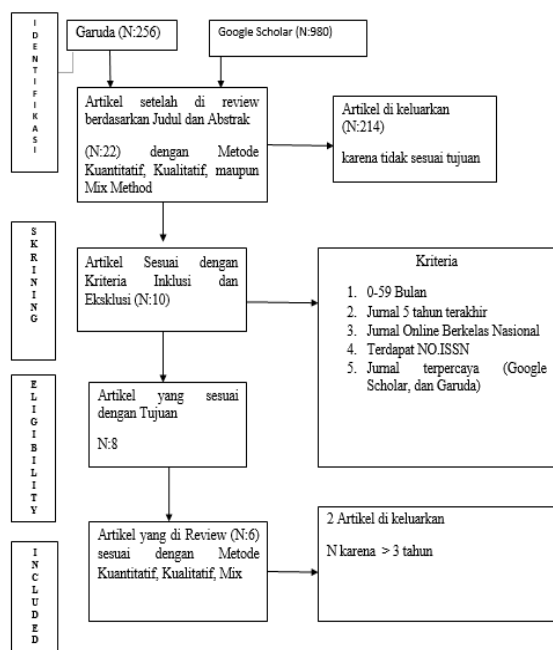 IDENTIFIKASI
Garuda (N:256)
Google Scholar (N:980)
Artikel setelah di review
berdasarkan Judul dan Abstrak
(N:22) dengan Metode
Kuantitatif, Kualitatif, maupun
Mix Method
Artikel di keluarkan
(N:214)
karena tidak sesuai tujuan
SKRINING
Artikel Sesuai dengan
Kriteria Inklusi dan
Eksklusi (N:10)
Kriteria
1. 0-59 Bulan
2. Jurnal 5 tahun terakhir
3. Jurnal Online Berkelas Nasional
4. Terdapat NO.ISSN
5. Jurnal terpercaya (Google
Scholar, dan Garuda)
ELIGIBILITY
Artikel yang sesuai
dengan Tujuan
N:8
INCLUDED
Artikel yang di Review (N:6)
sesuai dengan Metode
Kuantitatif, Kualitatif, Mix
2 Artikel di keluarkan
N karena > 3 tahun